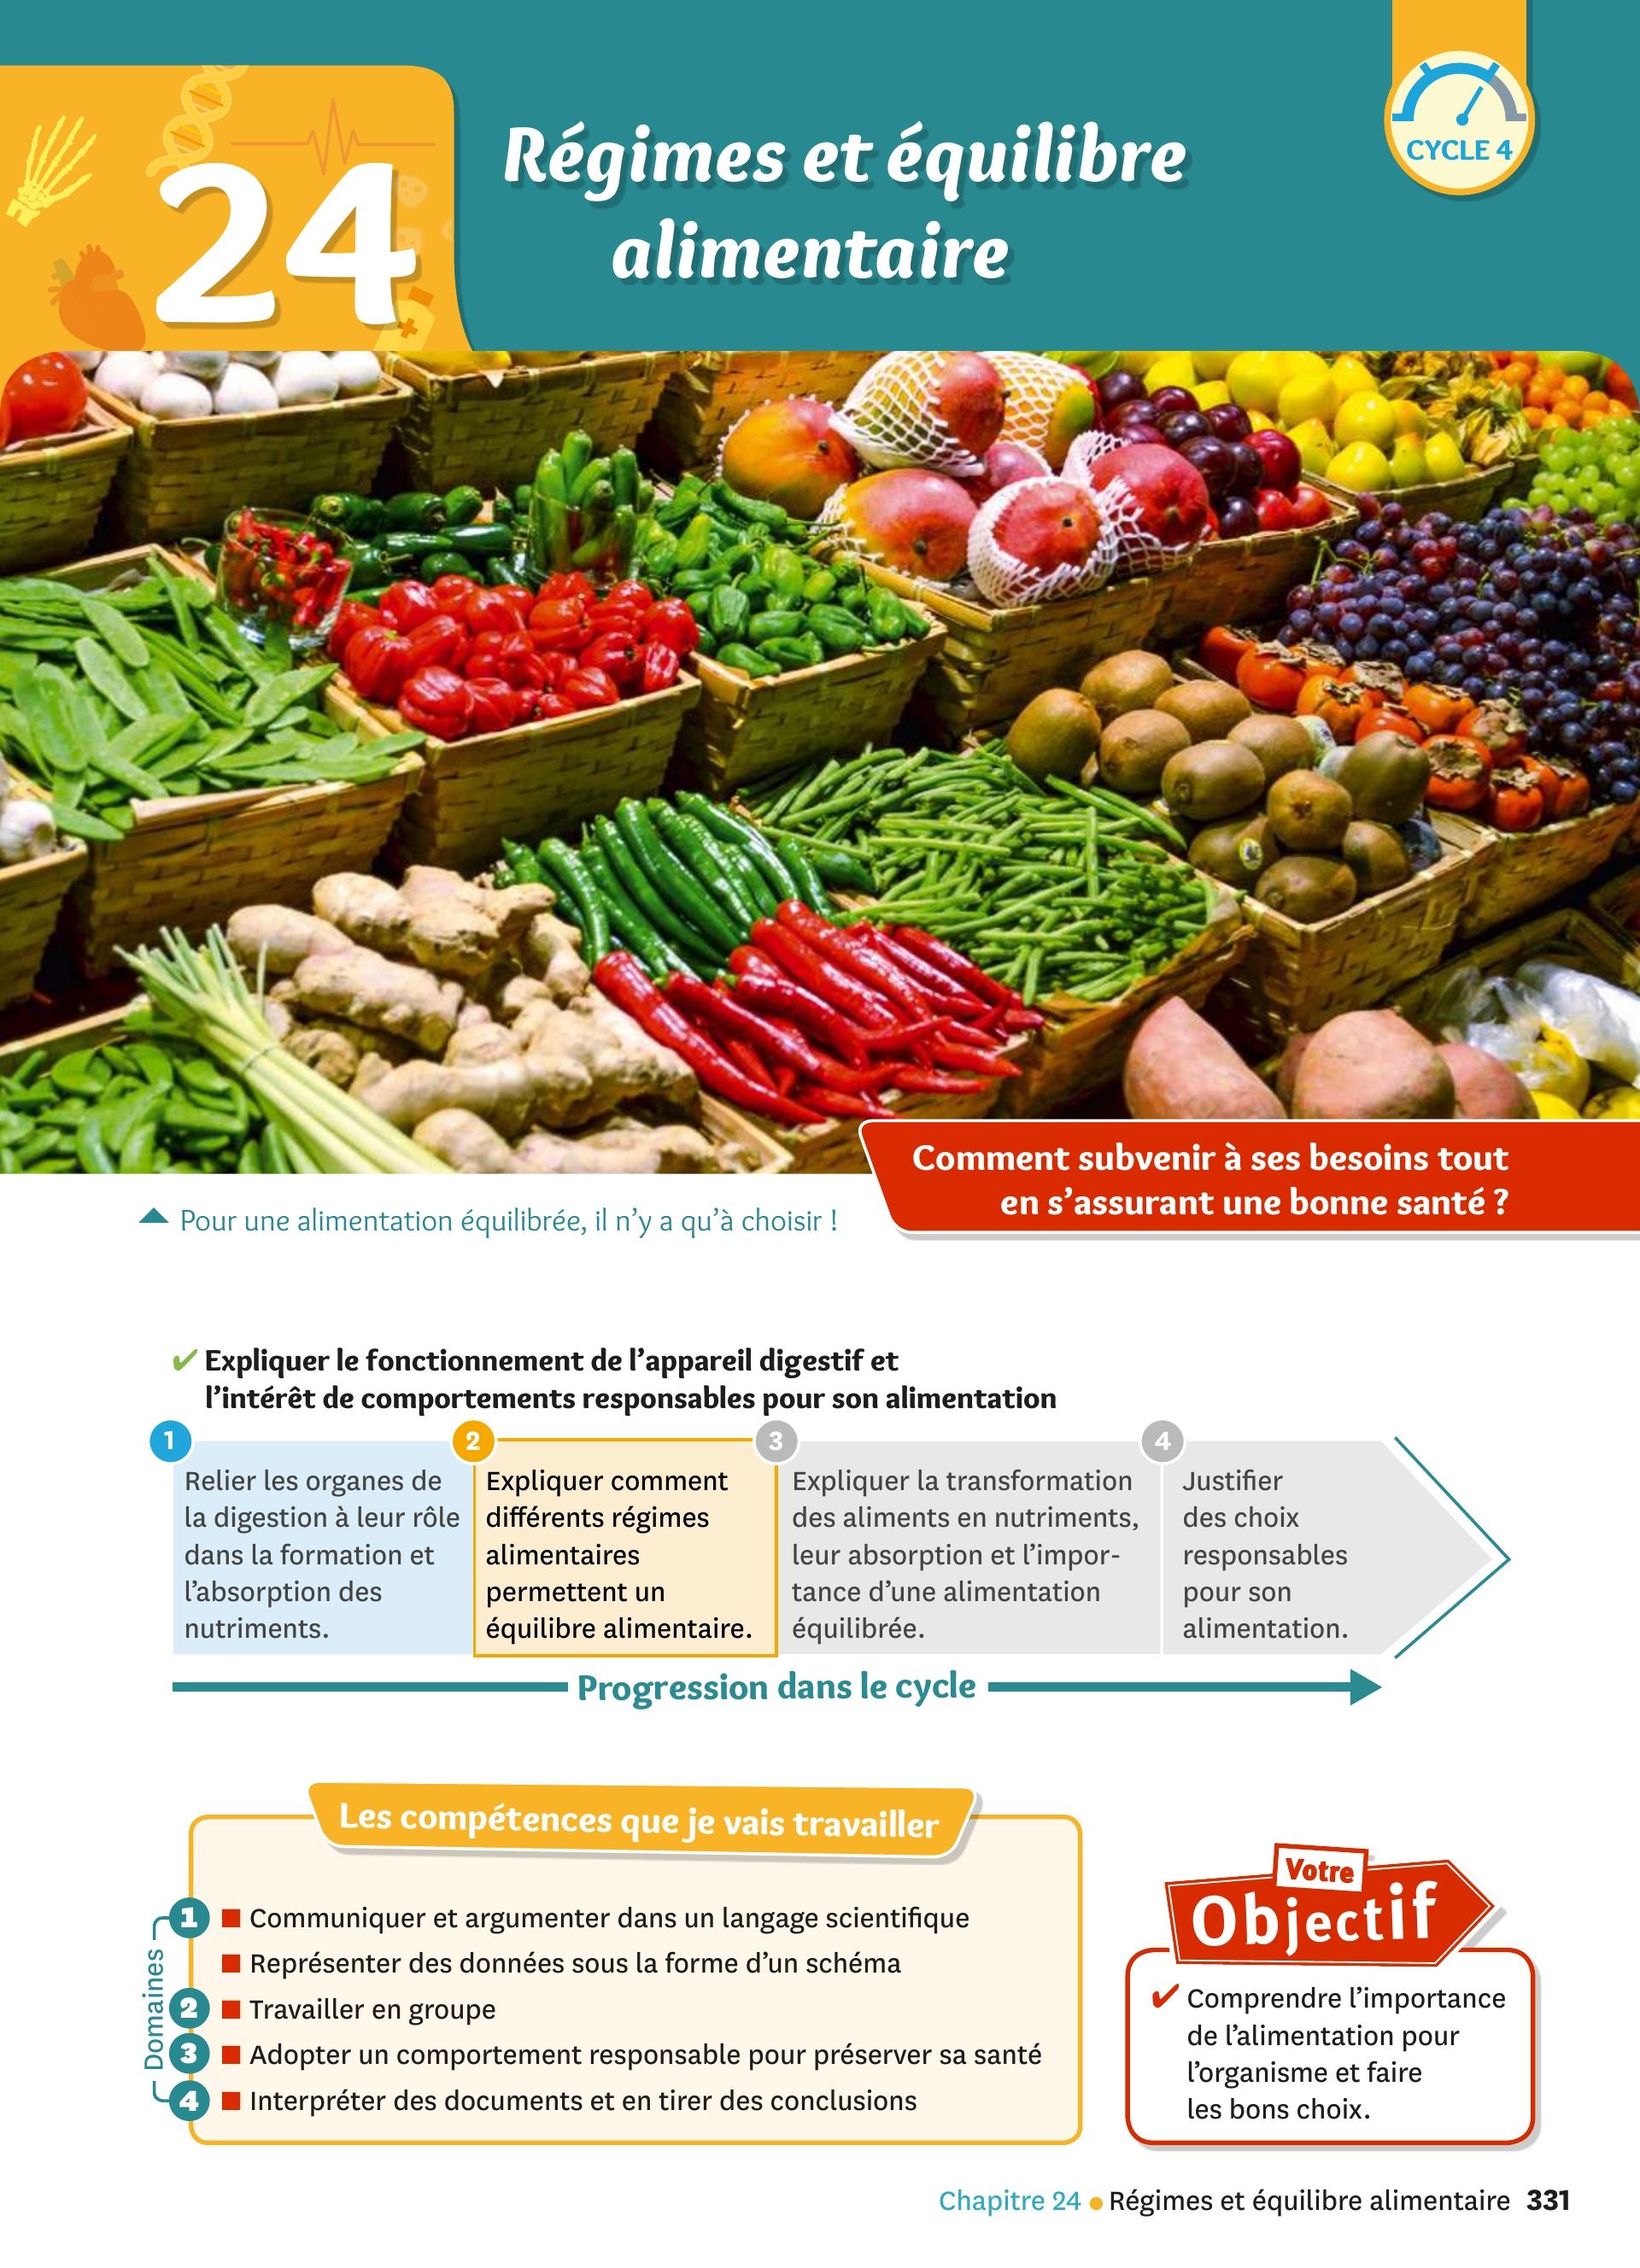 24
Régimes et équilibre
alimentaire
CYCLE 4
Comment subvenir à ses besoins tout
en s’assurant une bonne santé ?
Pour une alimentation équilibrée, il n’y a qu’à choisir !
✔ Expliquer le fonctionnement de l’appareil digestif et
l’intérêt de comportements responsables pour son alimentation
1
Relier les organes de
la digestion à leur rôle
dans la formation et
l’absorption des
nutriments.
2
Expliquer comment
différents régimes
alimentaires
permettent un
équilibre alimentaire.
3
Expliquer la transformation
des aliments en nutriments,
leur absorption et l’impor-
tance d’une alimentation
équilibrée.
4
Justifier
des choix
responsables
pour son
alimentation.
Progression dans le cycle
Les compétences que je vais travailler
Domaines
1 ■ Communiquer et argumenter dans un langage scientifique
■ Représenter des données sous la forme d’un schéma
2 ■ Travailler en groupe
3 ■ Adopter un comportement responsable pour préserver sa santé
4 ■ Interpréter des documents et en tirer des conclusions
Votre
Objectif
✔ Comprendre l’importance
de l’alimentation pour
l’organisme et faire
les bons choix.
Chapitre 24 ● Régimes et équilibre alimentaire 331